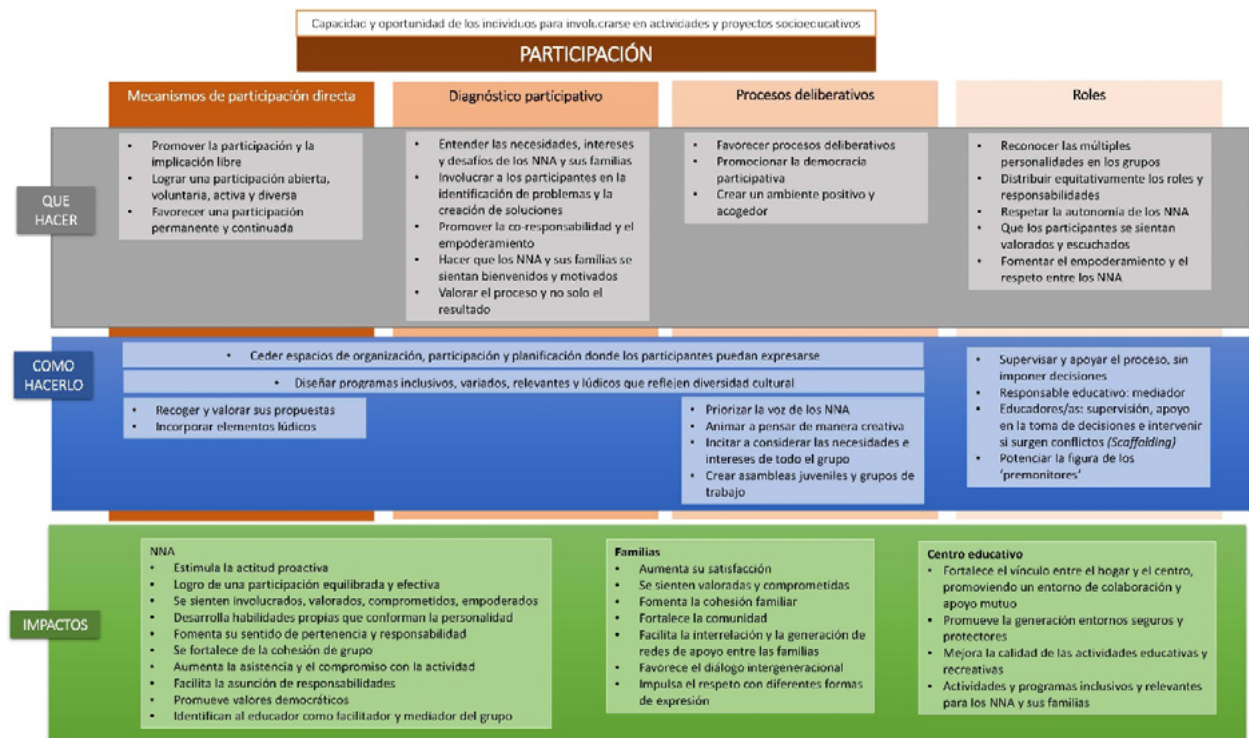 Capacidad y oportunidad de los individuos para involucrarse en actividades y proyectos socioeducativos
PARTICIPACIÓN
Mecanismos de participación directa
Diagnóstico participativo
Procesos deliberativos
Roles
QUE
HACER
• Promover la participación y la
implicación libre
• Lograr una participación abierta,
voluntaria, activa y diversa
• Favorecer una participación
permanente y continuada
• Entender las necesidades, intereses
y desafíos de los NNA y sus familias
• Involucrar a los participantes en la
identificación de problemas y la
creación de soluciones
• Promover la co-responsabilidad y el
empoderamiento
• Hacer que los NNA y sus familias se
sientan bienvenidos y motivados
• Valorar el proceso y no solo el
resultado
• Favorecer procesos deliberativos
• Promocionar la democracia
participativa
• Crear un ambiente positivo y
acogedor
• Reconocer las múltiples
personalidades en los grupos
• Distribuir equitativamente los roles y
responsabilidades
• Respetar la autonomía de los NNA
• Que los participantes se sientan
valorados y escuchados
• Fomentar el empoderamiento y el
respeto entre los NNA
COMO
HACERLO
• Ceder espacios de organización, participación y planificación donde los participantes puedan expresarse
• Diseñar programas inclusivos, variados, relevantes y lúdicos que reflejen diversidad cultural
• Recoger y valorar sus propuestas
• Incorporar elementos lúdicos
• Priorizar la voz de los NNA
• Animar a pensar de manera creativa
• Incitar a considerar las necesidades e
intereses de todo el grupo
• Crear asambleas juveniles y grupos de
trabajo
• Supervisar y apoyar el proceso, sin
imponer decisiones
• Responsable educativo: mediador
• Educadores/as: supervisión, apoyo
en la toma de decisiones e intervenir
si surgen conflictos (Scaffolding)
• Potenciar la figura de los
'premonitores'
IMPACTOS
NNA
• Estimula la actitud proactiva
• Logro de una participación equilibrada y efectiva
• Se sienten involucrados, valorados, comprometidos, empoderados
• Desarrolla habilidades propias que conforman la personalidad
• Fomenta su sentido de pertenencia y responsabilidad
• Se fortalece de la cohesión de grupo
• Aumenta la asistencia y el compromiso con la actividad
• Facilita la asunción de responsabilidades
• Promueve valores democráticos
• Identifican al educador como facilitador y mediador del grupo
Familias
• Aumenta su satisfacción
• Se sienten valoradas y comprometidas
• Fomenta la cohesión familiar
• Fortalece la comunidad
• Facilita la interrelación y la generación de
redes de apoyo entre las familias
• Favorece el diálogo intergeneracional
• Impulsa el respeto con diferentes formas
de expresión
Centro educativo
• Fortalece el vínculo entre el hogar y el centro,
promoviendo un entorno de colaboración y
apoyo mutuo
• Promueve la generación entornos seguros y
protectores
• Mejora la calidad de las actividades educativas y
recreativas
• Actividades y programas inclusivos y relevantes
para los NNA y sus familias